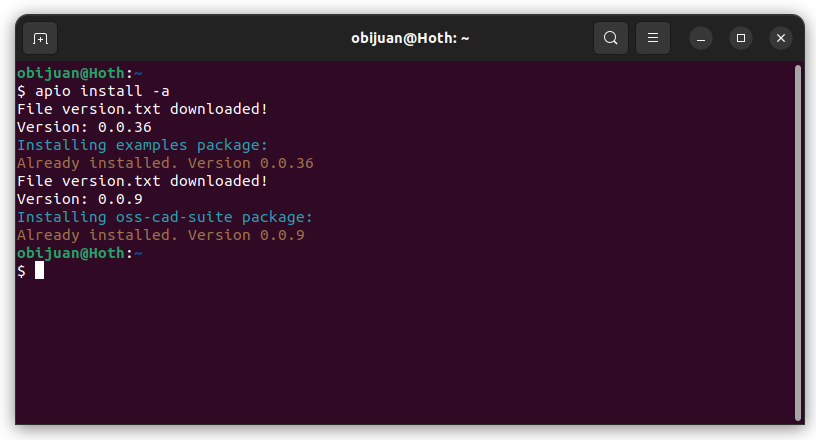 obijuan@Hoth: ~
obijuan@Hoth:~
$ apio install -a
File version.txt downloaded!
Version: 0.0.36
Installing examples package:
Already installed. Version 0.0.36
File version.txt downloaded!
Version: 0.0.9
Installing oss-cad-suite package:
Already installed. Version 0.0.9
obijuan@Hoth:~
$